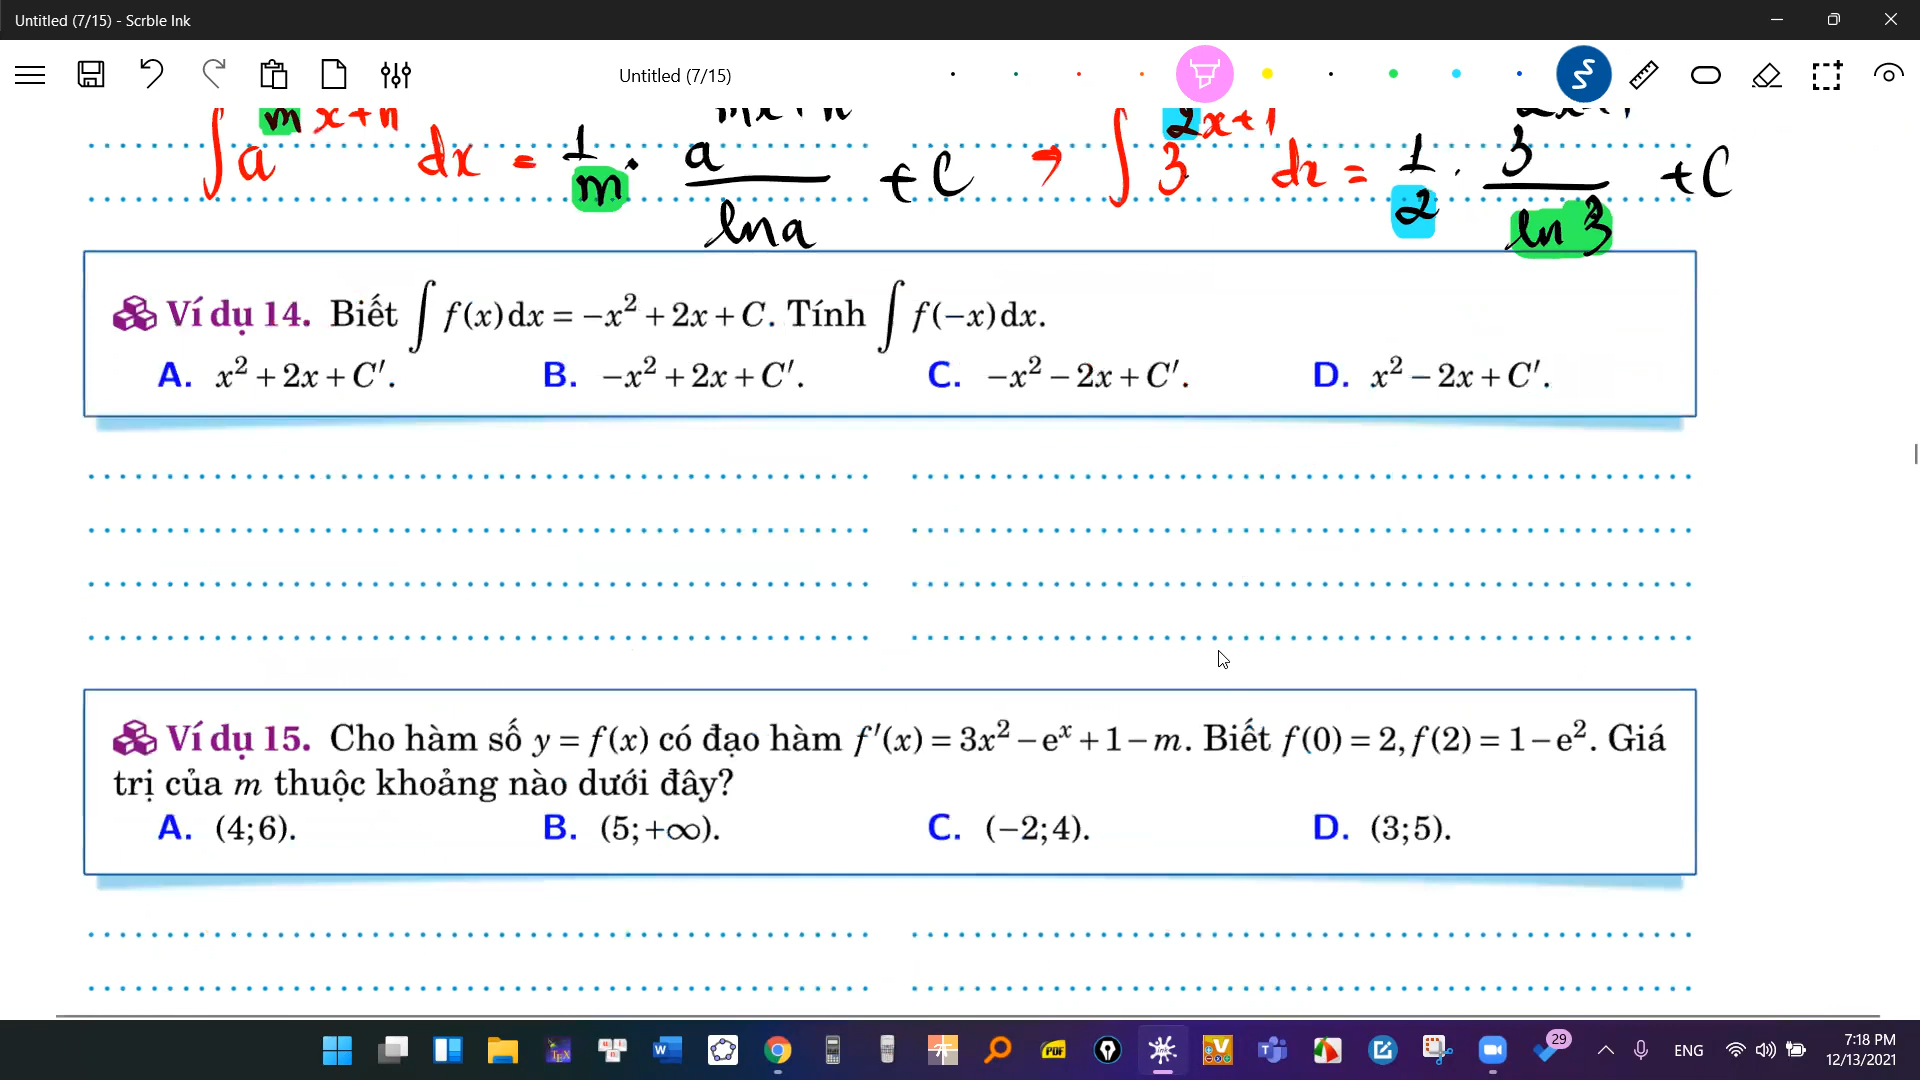 Untitled (7/15) - Scrble Ink
Untitled (7/15)
∫ a^(mx+n) dx = 1/m · a^(mx+n)/ln a + C → ∫ 3^(2x+1) dx = 1/2 · 3^(2x+1)/ln 3 + C
Ví dụ 14. Biết ∫ f(x)dx = −x² + 2x + C. Tính ∫ f(−x)dx.
A. x² + 2x + C′. B. −x² + 2x + C′. C. −x² − 2x + C′. D. x² − 2x + C′.
Ví dụ 15. Cho hàm số y = f(x) có đạo hàm f′(x) = 3x² − eˣ + 1 − m. Biết f(0) = 2, f(2) = 1 − e². Giá
trị của m thuộc khoảng nào dưới đây?
A. (4;6). B. (5;+∞). C. (−2;4). D. (3;5).
29
ENG
7:18 PM
12/13/2021